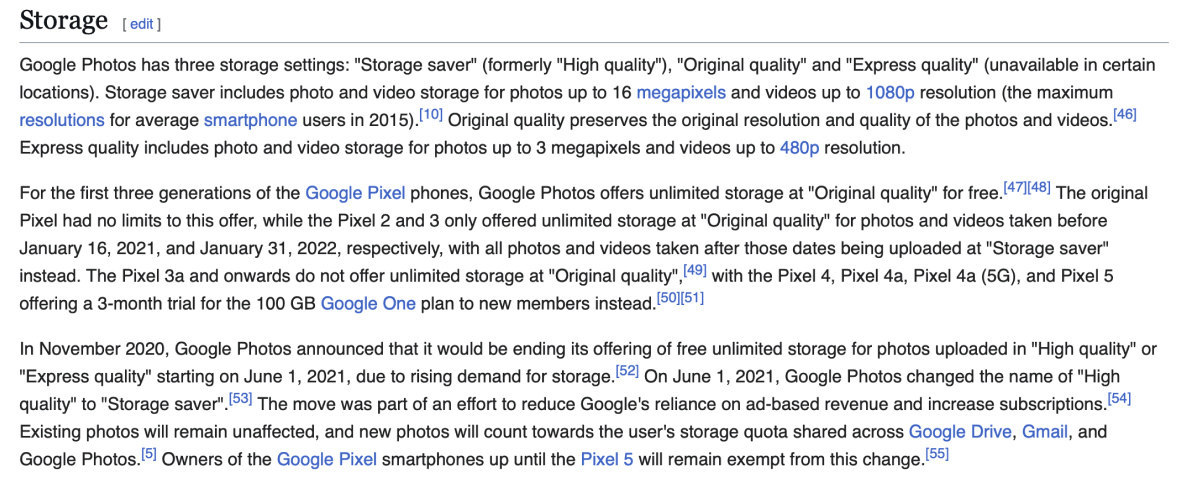 Storage [ edit ]
Google Photos has three storage settings: "Storage saver" (formerly "High quality"), "Original quality" and "Express quality" (unavailable in certain
locations). Storage saver includes photo and video storage for photos up to 16 megapixels and videos up to 1080p resolution (the maximum
resolutions for average smartphone users in 2015).[10] Original quality preserves the original resolution and quality of the photos and videos.[46]
Express quality includes photo and video storage for photos up to 3 megapixels and videos up to 480p resolution.
For the first three generations of the Google Pixel phones, Google Photos offers unlimited storage at "Original quality" for free.[47][48] The original
Pixel had no limits to this offer, while the Pixel 2 and 3 only offered unlimited storage at "Original quality" for photos and videos taken before
January 16, 2021, and January 31, 2022, respectively, with all photos and videos taken after those dates being uploaded at "Storage saver"
instead. The Pixel 3a and onwards do not offer unlimited storage at "Original quality",[49] with the Pixel 4, Pixel 4a, Pixel 4a (5G), and Pixel 5
offering a 3-month trial for the 100 GB Google One plan to new members instead.[50][51]
In November 2020, Google Photos announced that it would be ending its offering of free unlimited storage for photos uploaded in "High quality" or
"Express quality" starting on June 1, 2021, due to rising demand for storage.[52] On June 1, 2021, Google Photos changed the name of "High
quality" to "Storage saver".[53] The move was part of an effort to reduce Google's reliance on ad-based revenue and increase subscriptions.[54]
Existing photos will remain unaffected, and new photos will count towards the user's storage quota shared across Google Drive, Gmail, and
Google Photos.[5] Owners of the Google Pixel smartphones up until the Pixel 5 will remain exempt from this change.[55]